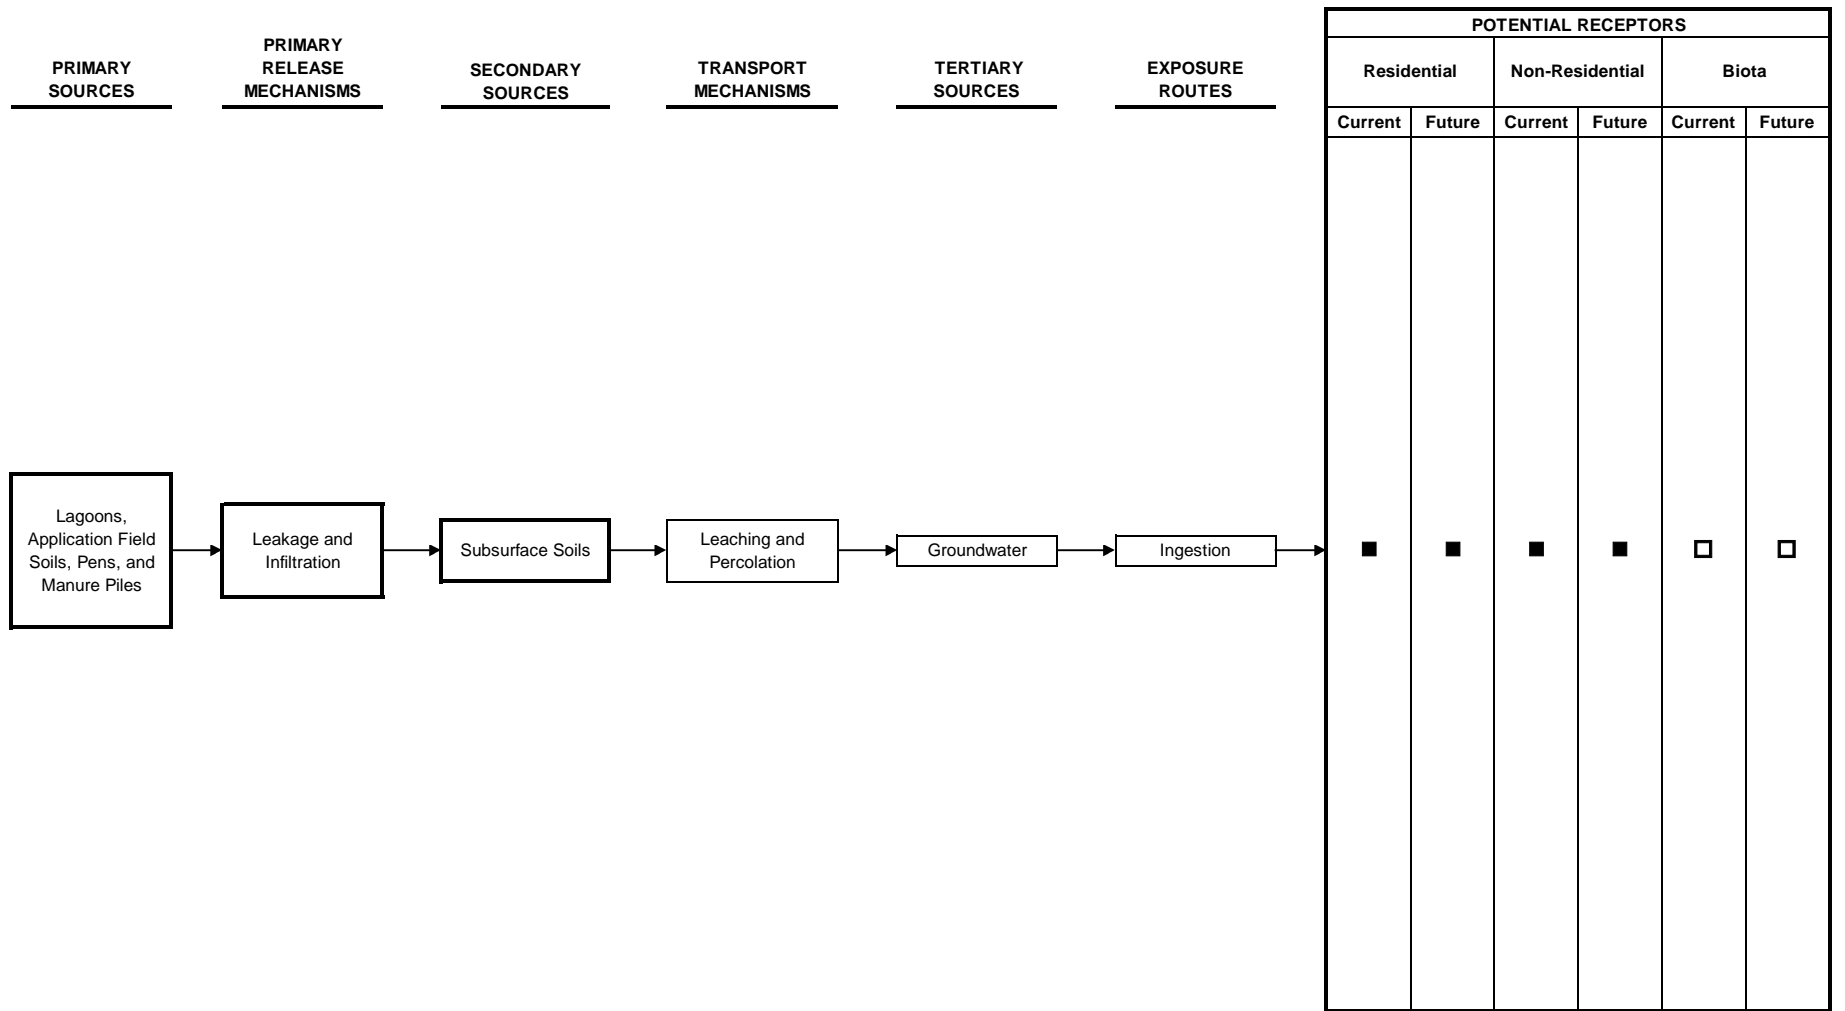 PRIMARY
SOURCES
PRIMARY
RELEASE
MECHANISMS
SECONDARY
SOURCES
TRANSPORT
MECHANISMS
TERTIARY
SOURCES
EXPOSURE
ROUTES
POTENTIAL RECEPTORS
Residential
Non-Residential
Biota
Current
Future
Current
Future
Current
Future
Lagoons,
Application Field
Soils, Pens, and
Manure Piles
Leakage and
Infiltration
Subsurface Soils
Leaching and
Percolation
Groundwater
Ingestion